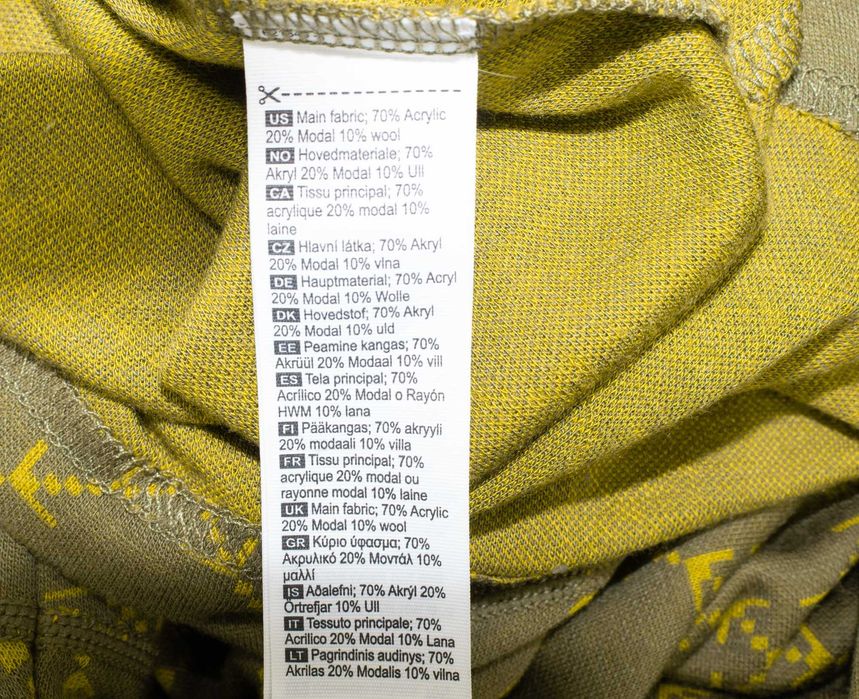 US Main fabric; 70% Acrylic
20% Modal 10% wool
NO Hovedmateriale; 70%
Akryl 20% Modal 10% Ull
CA Tissu principal; 70%
acrylique 20% modal 10%
laine
CZ Hlavní látka; 70% Akryl
20% Modal 10% vlna
DE Hauptmaterial; 70% Acryl
20% Modal 10% Wolle
DK Hovedstof; 70% Akryl
20% Modal 10% uld
EE Peamine kangas; 70%
Akrüül 20% Modaal 10% vill
ES Tela principal; 70%
Acrílico 20% Modal o Rayón
HWM 10% lana
FI Pääkangas; 70% akryyli
20% modaali 10% villa
FR Tissu principal; 70%
acrylique 20% modal ou
rayonne modal 10% laine
UK Main fabric; 70% Acrylic
20% Modal 10% wool
GR Κύριο ύφασμα; 70%
Ακρυλικό 20% Μοντάλ 10%
μαλλί
IS Aðalefni; 70% Akrýl 20%
Örtrefjar 10% Ull
IT Tessuto principale; 70%
Acrilico 20% Modal 10% Lana
LT Pagrindinis audinys; 70%
Akrilas 20% Modalis 10% vilna